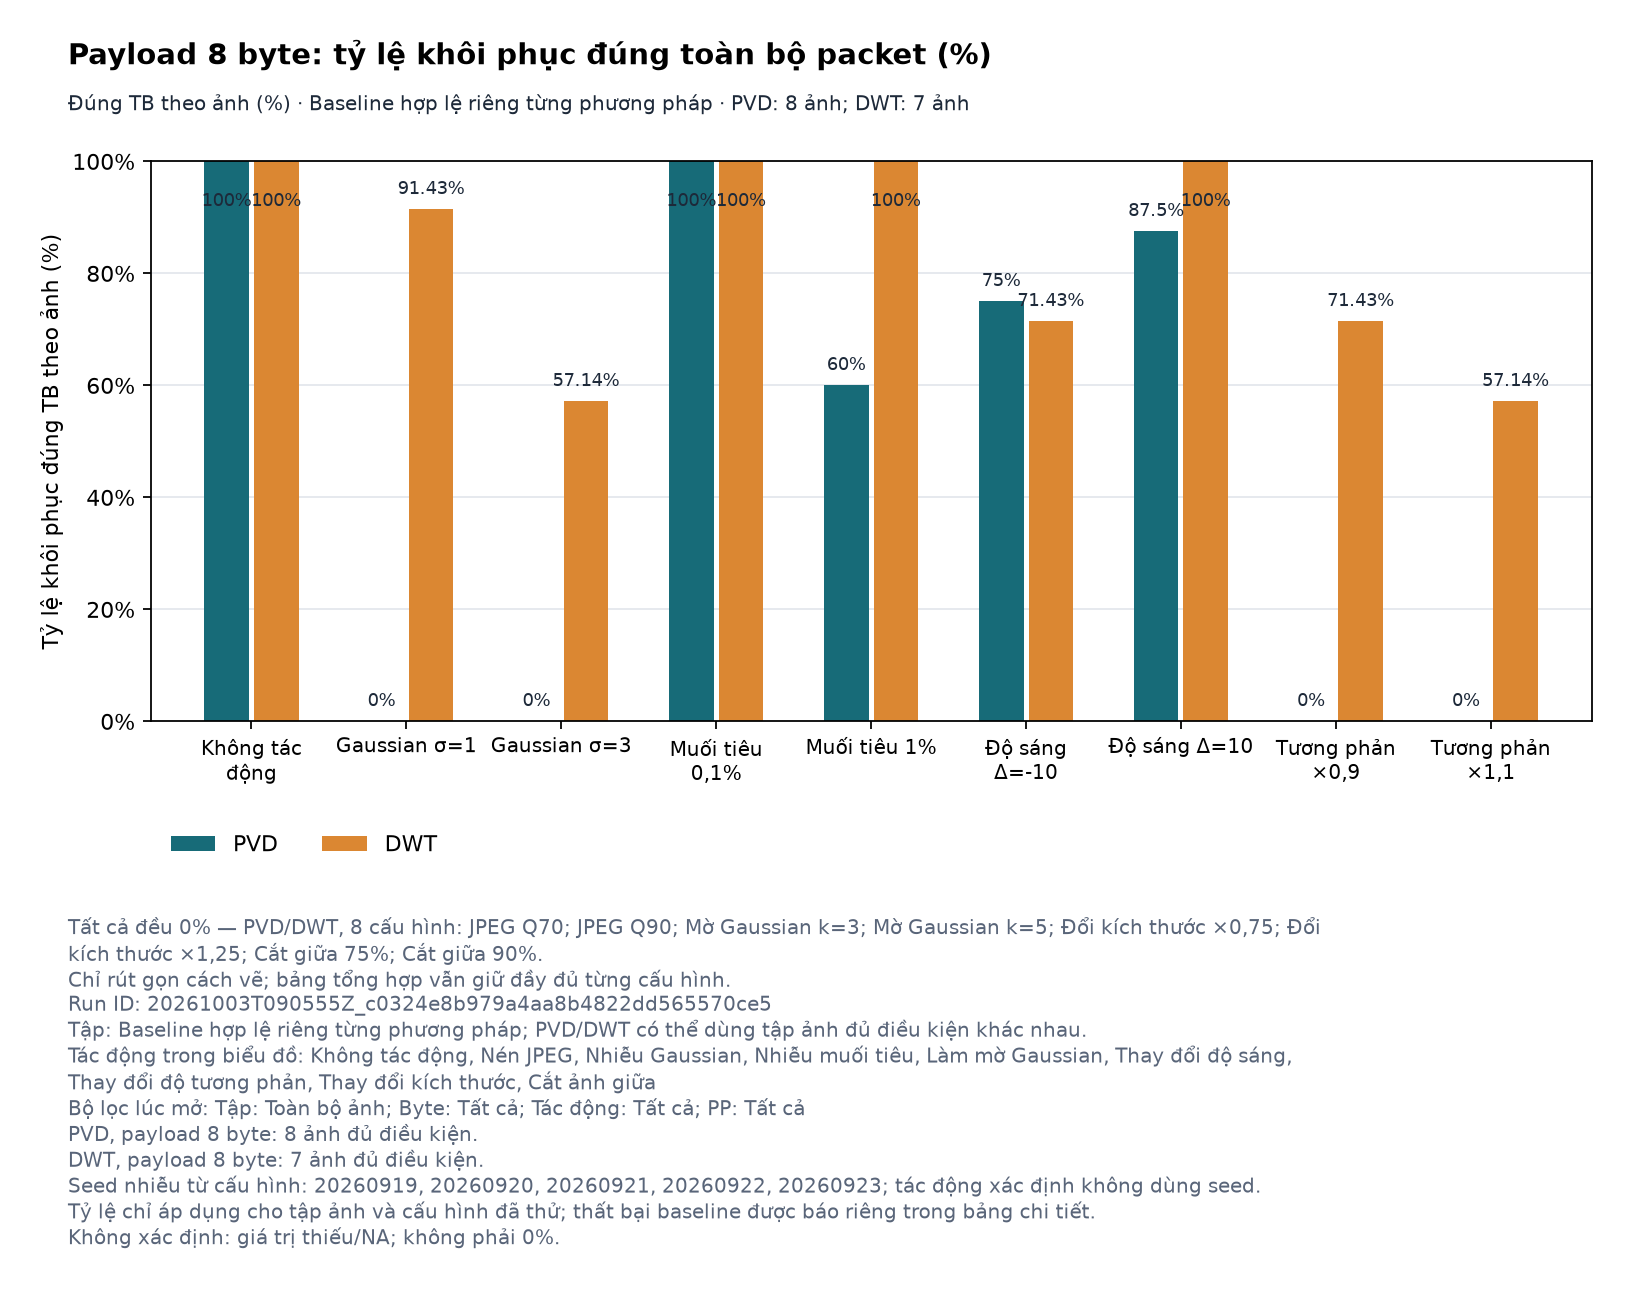 Payload 8 byte: tỷ lệ khôi phục đúng toàn bộ packet (%)
Đúng TB theo ảnh (%) · Baseline hợp lệ riêng từng phương pháp · PVD: 8 ảnh; DWT: 7 ảnh
Tỷ lệ khôi phục đúng TB theo ảnh (%)
100%
80%
60%
40%
20%
0%
100% 100%
0% 91.43%
0% 57.14%
100% 100%
60% 100%
75% 71.43%
87.5% 100%
0% 71.43%
0% 57.14%
Không tác
động
Gaussian σ=1
Gaussian σ=3
Muối tiêu
0,1%
Muối tiêu 1%
Độ sáng
Δ=-10
Độ sáng Δ=10
Tương phản
×0,9
Tương phản
×1,1
PVD
DWT
Tất cả đều 0% — PVD/DWT, 8 cấu hình: JPEG Q70; JPEG Q90; Mờ Gaussian k=3; Mờ Gaussian k=5; Đổi kích thước ×0,75; Đổi
kích thước ×1,25; Cắt giữa 75%; Cắt giữa 90%.
Chỉ rút gọn cách vẽ; bảng tổng hợp vẫn giữ đầy đủ từng cấu hình.
Run ID: 20261003T090555Z_c0324e8b979a4aa8b4822dd565570ce5
Tập: Baseline hợp lệ riêng từng phương pháp; PVD/DWT có thể dùng tập ảnh đủ điều kiện khác nhau.
Tác động trong biểu đồ: Không tác động, Nén JPEG, Nhiễu Gaussian, Nhiễu muối tiêu, Làm mờ Gaussian, Thay đổi độ sáng,
Thay đổi độ tương phản, Thay đổi kích thước, Cắt ảnh giữa
Bộ lọc lúc mở: Tập: Toàn bộ ảnh; Byte: Tất cả; Tác động: Tất cả; PP: Tất cả
PVD, payload 8 byte: 8 ảnh đủ điều kiện.
DWT, payload 8 byte: 7 ảnh đủ điều kiện.
Seed nhiễu từ cấu hình: 20260919, 20260920, 20260921, 20260922, 20260923; tác động xác định không dùng seed.
Tỷ lệ chỉ áp dụng cho tập ảnh và cấu hình đã thử; thất bại baseline được báo riêng trong bảng chi tiết.
Không xác định: giá trị thiếu/NA; không phải 0%.